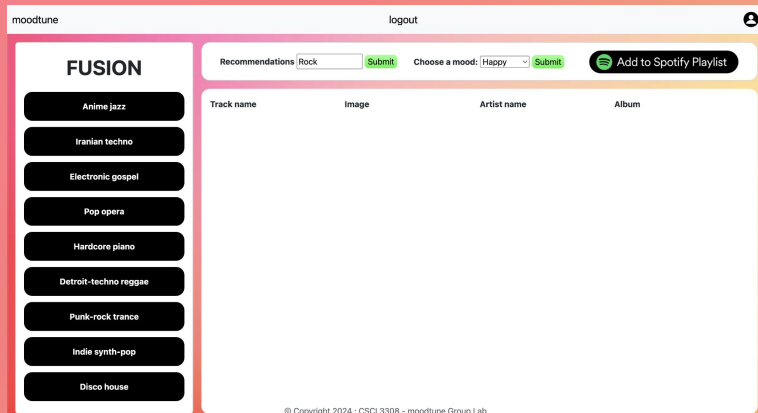 moodtune
logout
FUSION
Anime jazz
Iranian techno
Electronic gospel
Pop opera
Hardcore piano
Detroit-techno reggae
Punk-rock trance
Indie synth-pop
Disco house
Recommendations Rock Submit Choose a mood: Happy Submit Add to Spotify Playlist
Track name Image Artist name Album
© Copyright 2024 : CSCI 3308 - moodtune Group Lab